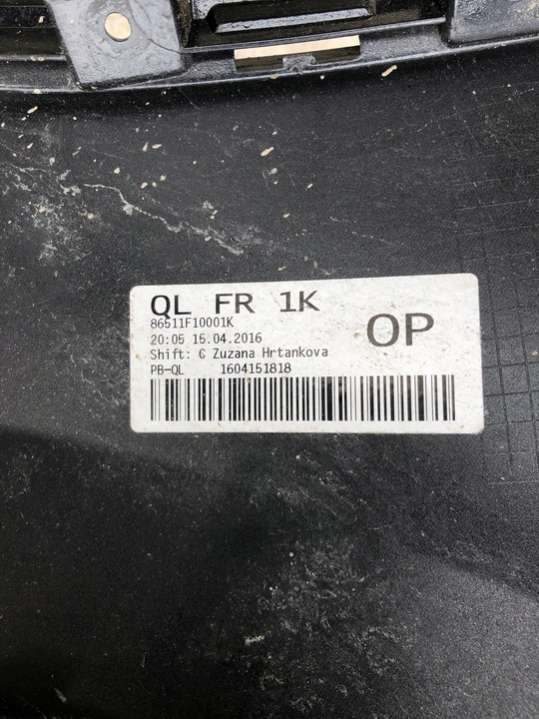 QL FR 1K
86511F10001K
OP
20:05 15.04.2016
Shift: C Zuzana Hrtankova
PB-QL 1604151818